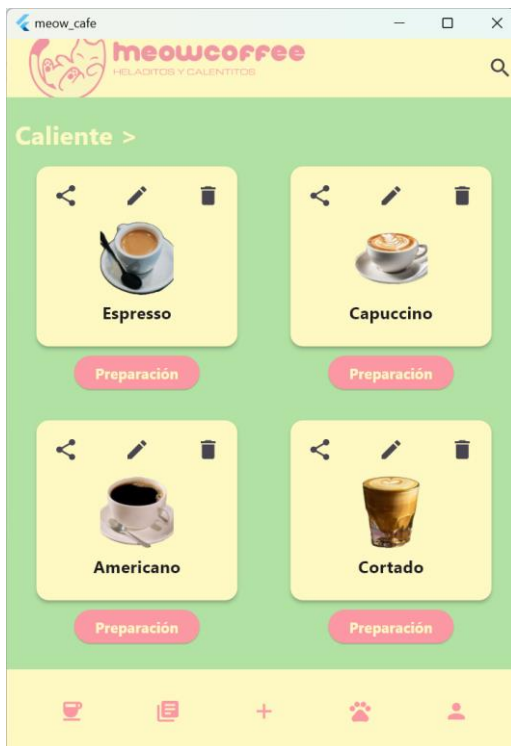 meow_cafe
meowcoffee
HELADITOS Y CALENTITOS
Caliente >
Espresso
Capuccino
Preparación
Preparación
Americano
Cortado
Preparación
Preparación